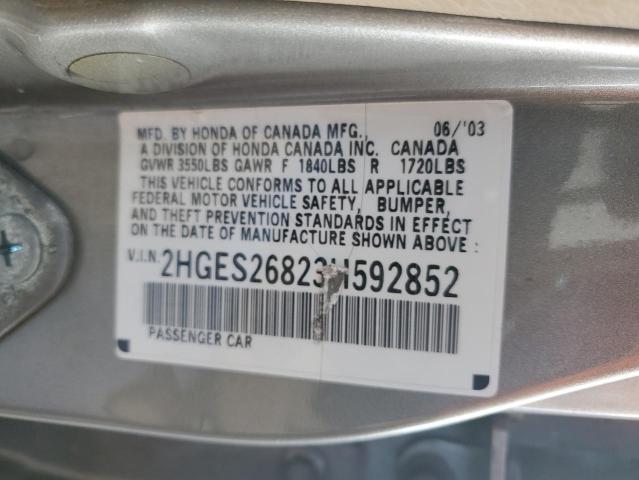 MFD. BY HONDA OF CANADA MFG., 06/'03
A DIVISION OF HONDA CANADA INC. CANADA
GVWR 3550LBS GAWR F 1840LBS R 1720LBS
THIS VEHICLE CONFORMS TO ALL APPLICABLE
FEDERAL MOTOR VEHICLE SAFETY, BUMPER,
AND THEFT PREVENTION STANDARDS IN EFFECT
ON THE DATE OF MANUFACTURE SHOWN ABOVE :
V.I.N. 2HGES26823H592852
PASSENGER CAR